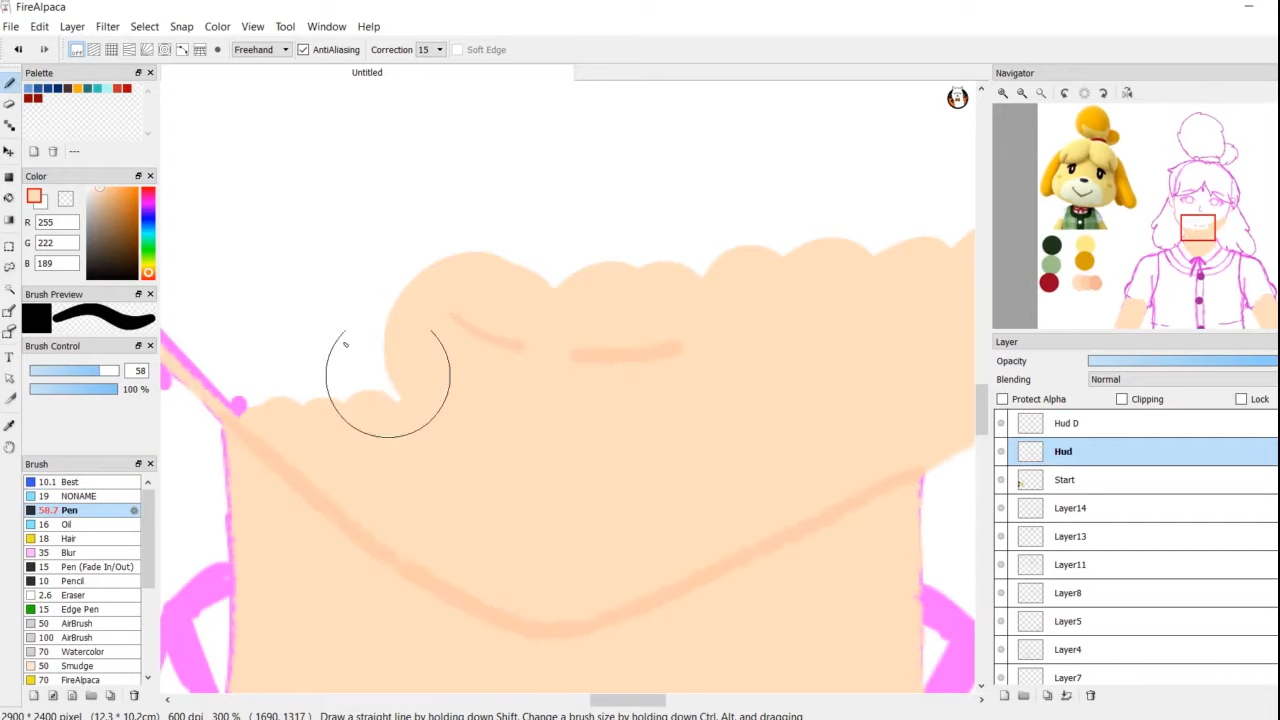 FireAlpaca
File Edit Layer Filter Select Snap Color View Tool Window Help
off Freehand AntiAliasing Correction 15 Soft Edge
Palette
Untitled
Navigator
---
Color
R 255
G 222
B 189
Brush Preview
Brush Control
58
100 %
Brush
10.1 Best
19 NONAME
58.7 Pen
16 Oil
18 Hair
35 Blur
15 Pen (Fade In/Out)
10 Pencil
2.6 Eraser
15 Edge Pen
50 AirBrush
100 AirBrush
70 Watercolor
50 Smudge
70 FireAlpaca
Layer
Opacity
Blending Normal
Protect Alpha Clipping Lock
Hud D
Hud
Start
Layer14
Layer13
Layer11
Layer8
Layer5
Layer4
Layer7
2900 * 2400 pixel (12.3 * 10.2cm) 600 dpi 300 % (1690, 1317) Draw a straight line by holding down Shift, Change a brush size by holding down Ctrl, Alt, and dragging